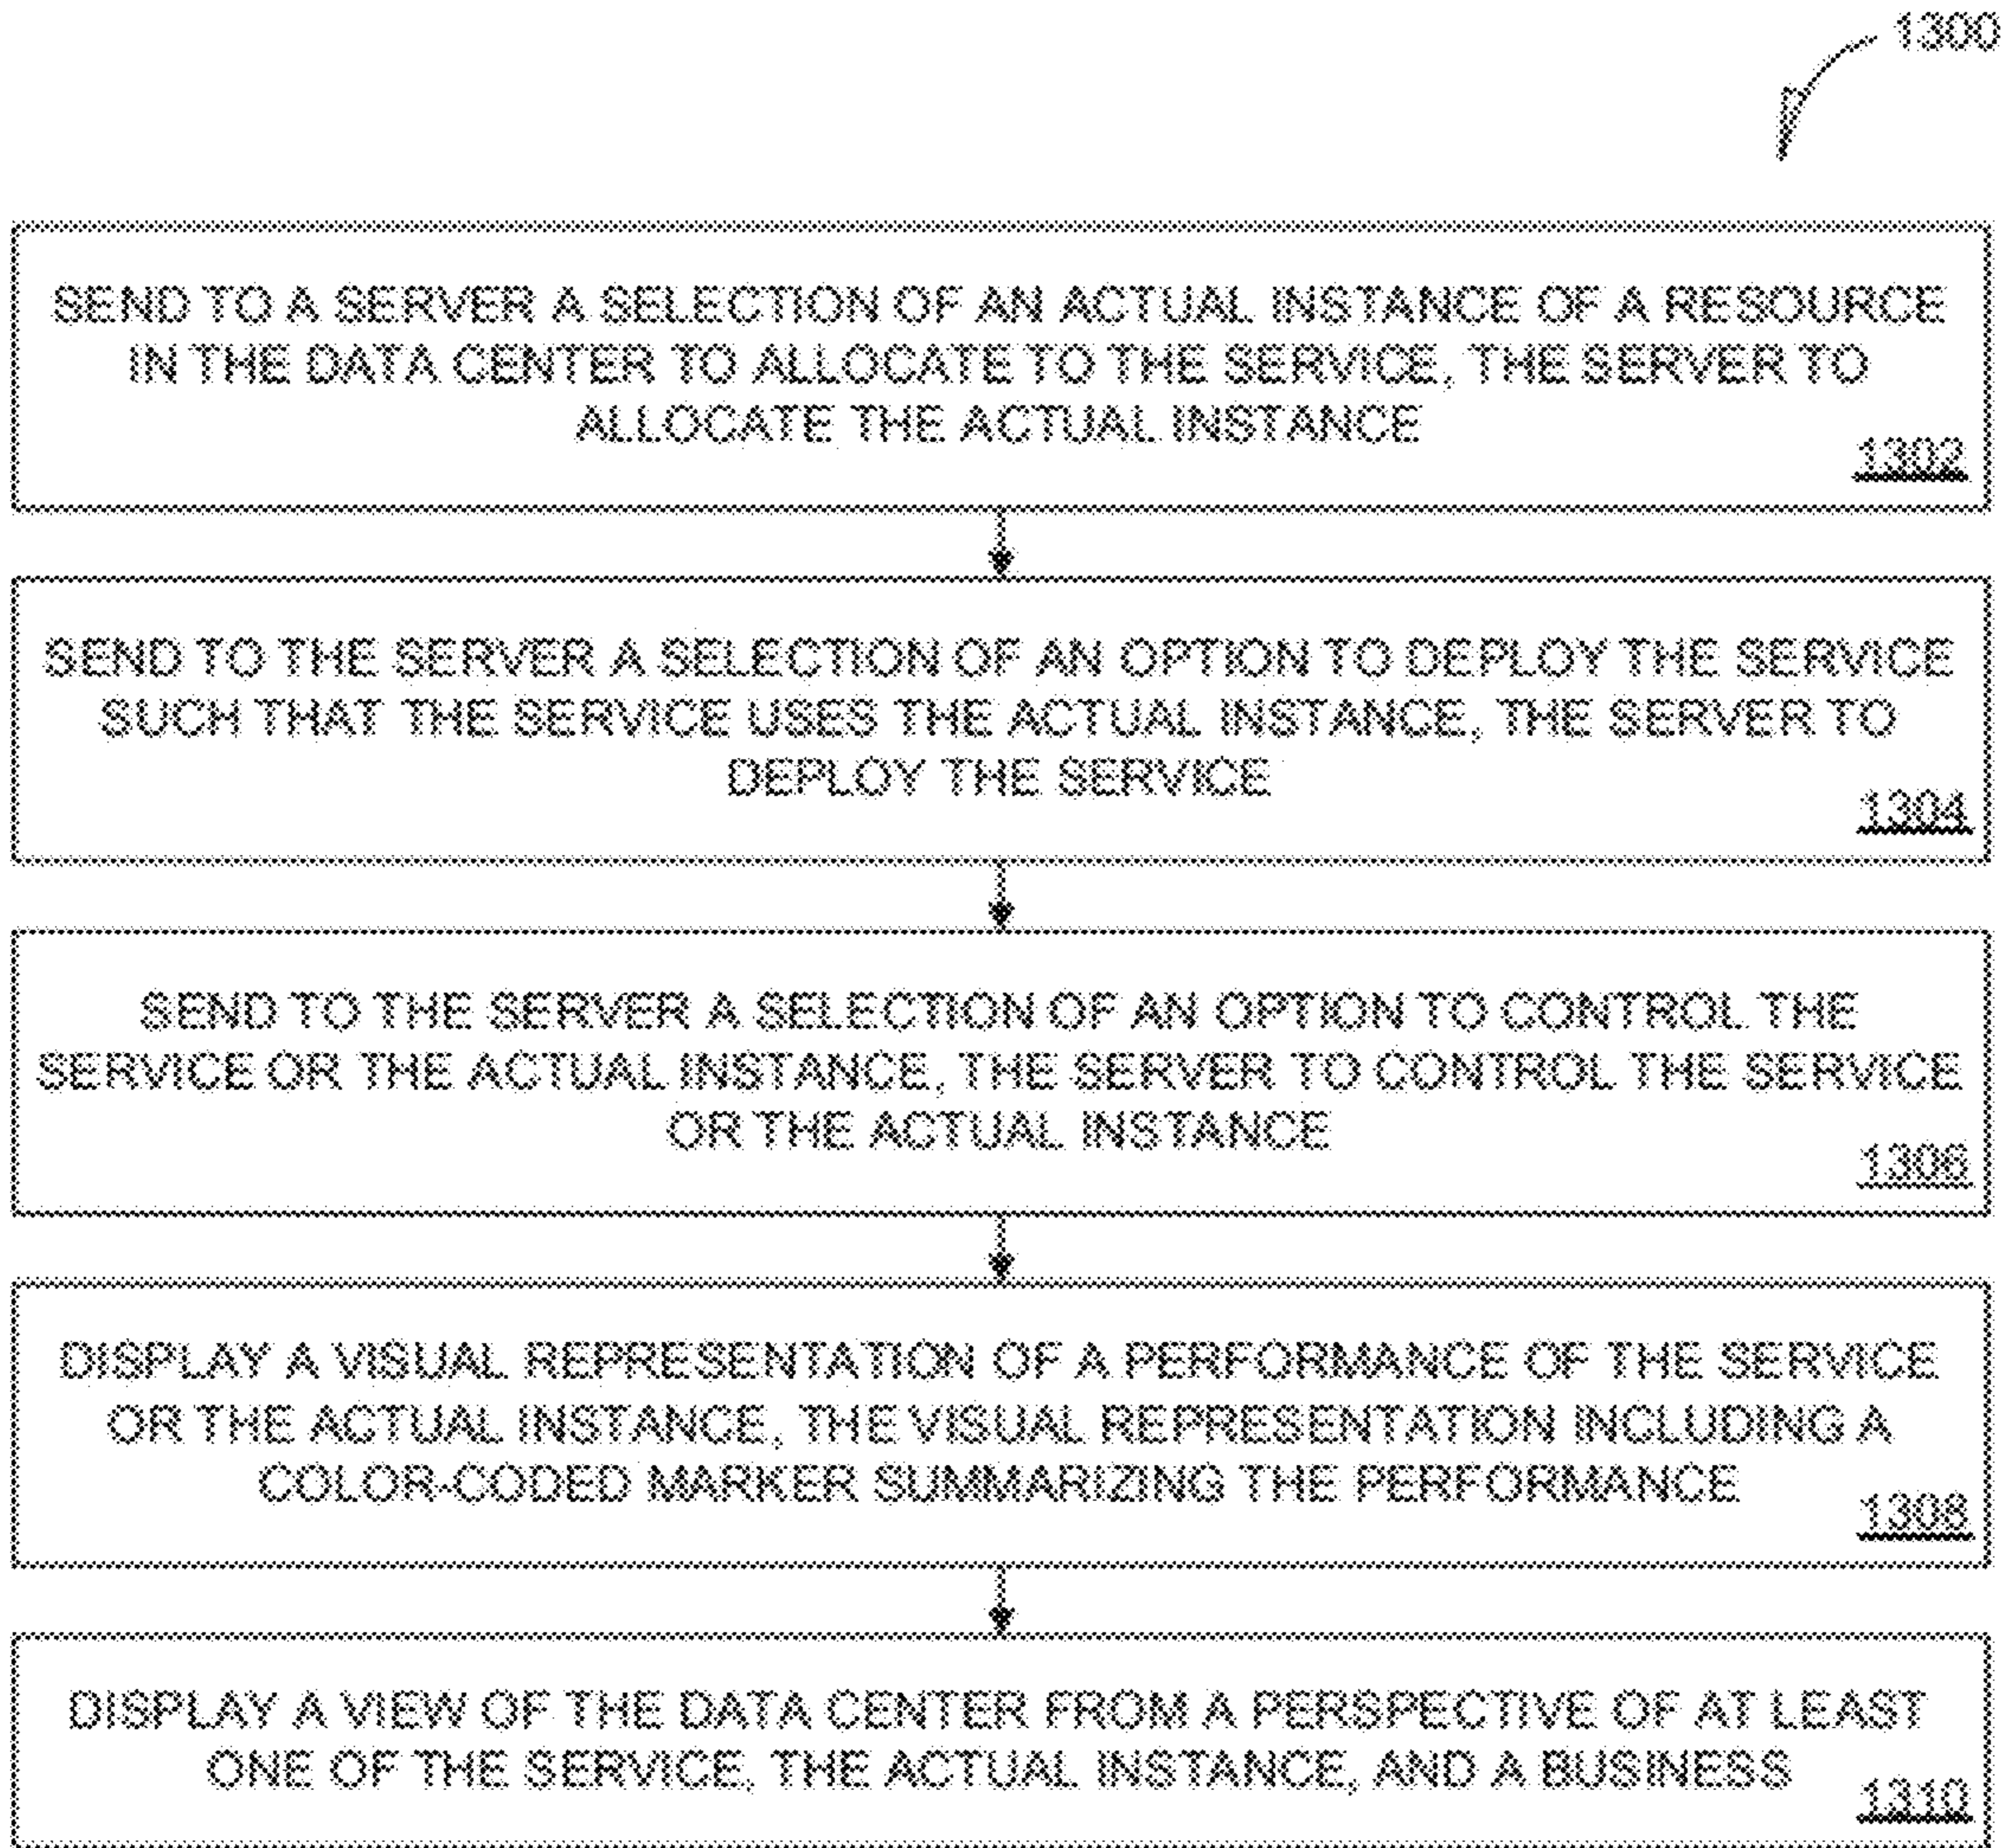 1300
SEND TO A SERVER A SELECTION OF AN ACTUAL INSTANCE OF A RESOURCE
IN THE DATA CENTER TO ALLOCATE TO THE SERVICE, THE SERVER TO
ALLOCATE THE ACTUAL INSTANCE
1302
SEND TO THE SERVER A SELECTION OF AN OPTION TO DEPLOY THE SERVICE
SUCH THAT THE SERVICE USES THE ACTUAL INSTANCE, THE SERVER TO
DEPLOY THE SERVICE
1304
SEND TO THE SERVER A SELECTION OF AN OPTION TO CONTROL THE
SERVICE OR THE ACTUAL INSTANCE, THE SERVER TO CONTROL THE SERVICE
OR THE ACTUAL INSTANCE
1306
DISPLAY A VISUAL REPRESENTATION OF A PERFORMANCE OF THE SERVICE
OR THE ACTUAL INSTANCE, THE VISUAL REPRESENTATION INCLUDING A
COLOR-CODED MARKER SUMMARIZING THE PERFORMANCE
1308
DISPLAY A VIEW OF THE DATA CENTER FROM A PERSPECTIVE OF AT LEAST
ONE OF THE SERVICE, THE ACTUAL INSTANCE, AND A BUSINESS
1310